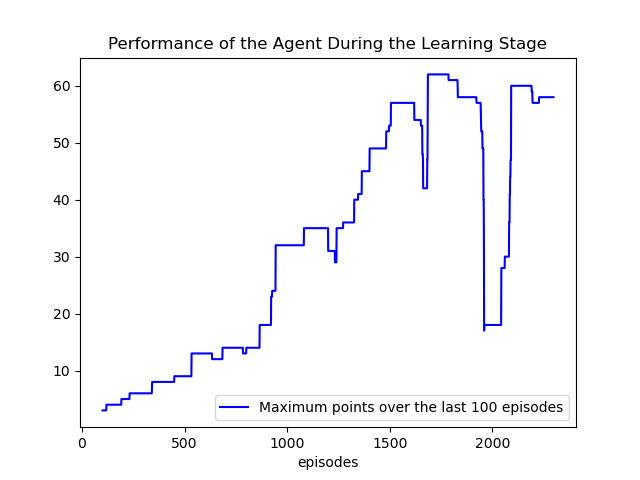 Performance of the Agent During the Learning Stage
60
50
40
30
20
10
Maximum points over the last 100 episodes
0 500 1000 1500 2000
episodes